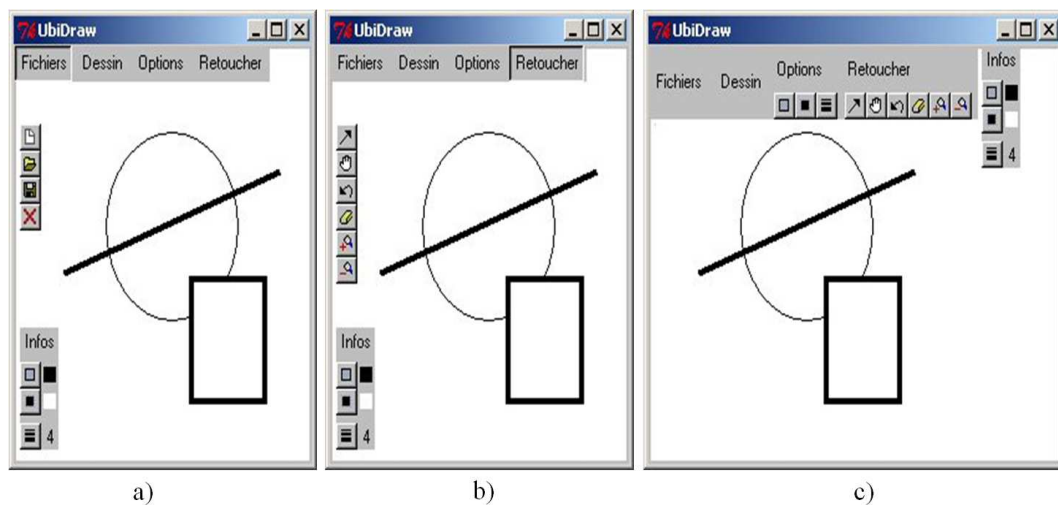 UbiDraw
Fichiers Dessin Options Retoucher
Infos
4
a)
UbiDraw
Fichiers Dessin Options Retoucher
Infos
4
b)
UbiDraw
Fichiers Dessin Options Retoucher Infos
4
c)